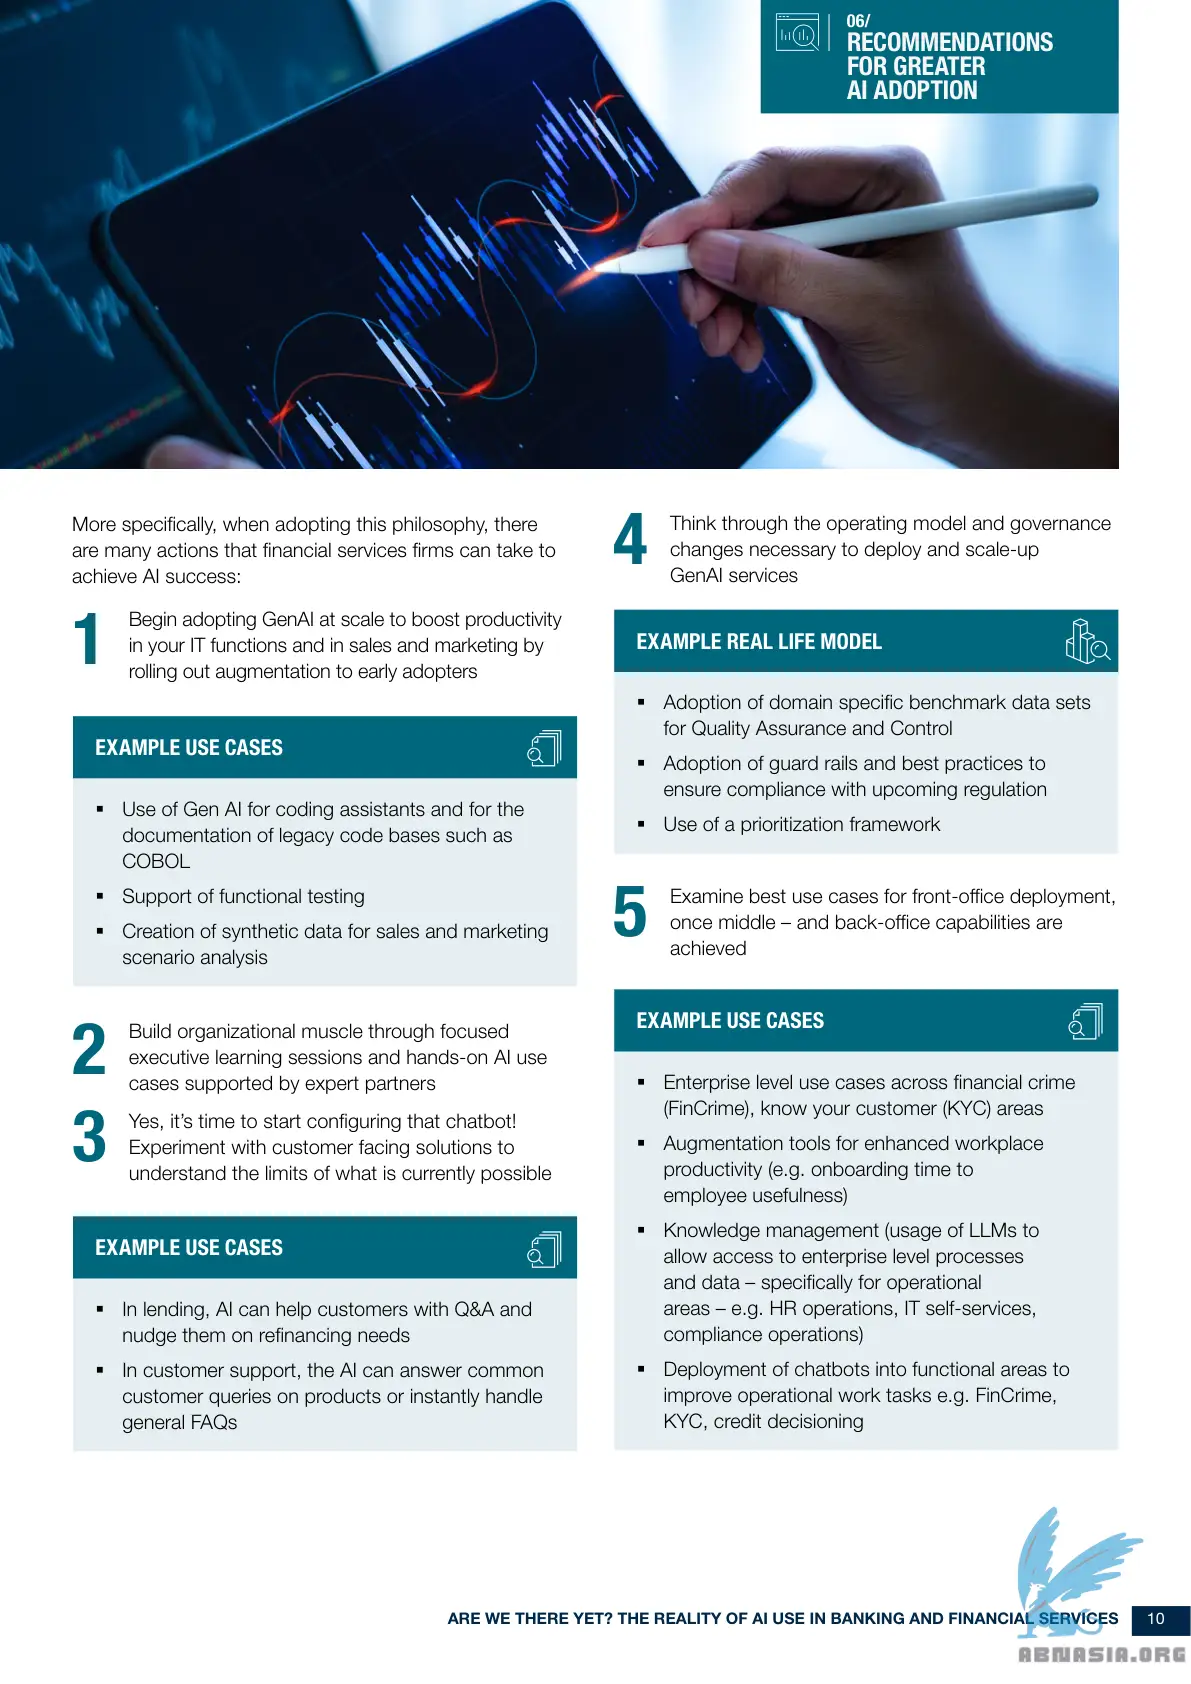 06/
RECOMMENDATIONS
FOR GREATER
AI ADOPTION
More specifically, when adopting this philosophy, there
are many actions that financial services firms can take to
achieve AI success:
1
Begin adopting GenAI at scale to boost productivity
in your IT functions and in sales and marketing by
rolling out augmentation to early adopters
EXAMPLE USE CASES
▪ Use of Gen AI for coding assistants and for the
documentation of legacy code bases such as
COBOL
▪ Support of functional testing
▪ Creation of synthetic data for sales and marketing
scenario analysis
2
Build organizational muscle through focused
executive learning sessions and hands-on AI use
cases supported by expert partners
3
Yes, it’s time to start configuring that chatbot!
Experiment with customer facing solutions to
understand the limits of what is currently possible
EXAMPLE USE CASES
▪ In lending, AI can help customers with Q&A and
nudge them on refinancing needs
▪ In customer support, the AI can answer common
customer queries on products or instantly handle
general FAQs
4
Think through the operating model and governance
changes necessary to deploy and scale-up
GenAI services
EXAMPLE REAL LIFE MODEL
▪ Adoption of domain specific benchmark data sets
for Quality Assurance and Control
▪ Adoption of guard rails and best practices to
ensure compliance with upcoming regulation
▪ Use of a prioritization framework
5
Examine best use cases for front-office deployment,
once middle – and back-office capabilities are
achieved
EXAMPLE USE CASES
▪ Enterprise level use cases across financial crime
(FinCrime), know your customer (KYC) areas
▪ Augmentation tools for enhanced workplace
productivity (e.g. onboarding time to
employee usefulness)
▪ Knowledge management (usage of LLMs to
allow access to enterprise level processes
and data – specifically for operational
areas – e.g. HR operations, IT self-services,
compliance operations)
▪ Deployment of chatbots into functional areas to
improve operational work tasks e.g. FinCrime,
KYC, credit decisioning
ARE WE THERE YET? THE REALITY OF AI USE IN BANKING AND FINANCIAL SERVICES 10
ABNASIA.ORG